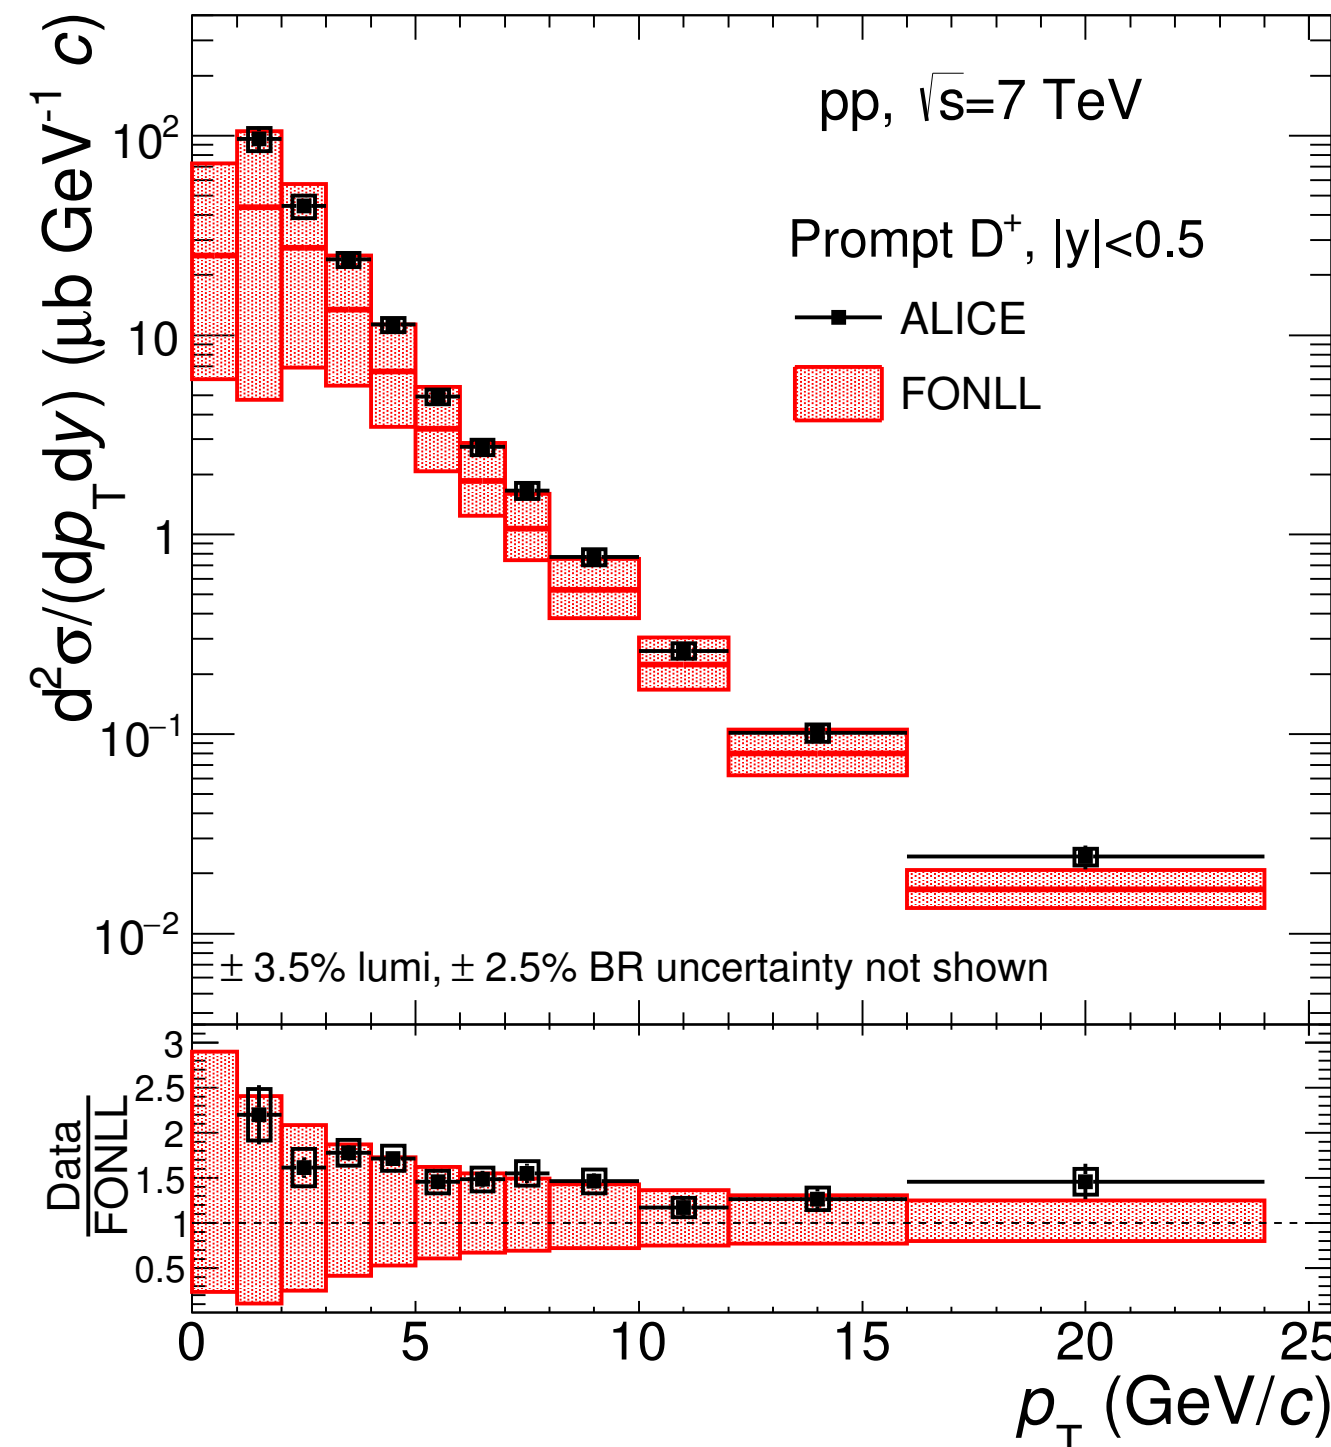 pp, √s=7 TeV
Prompt D⁺, |y|<0.5
ALICE
FONLL
d²σ/(dp_T dy) (μb GeV⁻¹ c)
10²
10
1
10⁻¹
10⁻²
± 3.5% lumi, ± 2.5% BR uncertainty not shown
Data
FONLL
3
2.5
2
1.5
1
0.5
0 5 10 15 20 25
p_T (GeV/c)